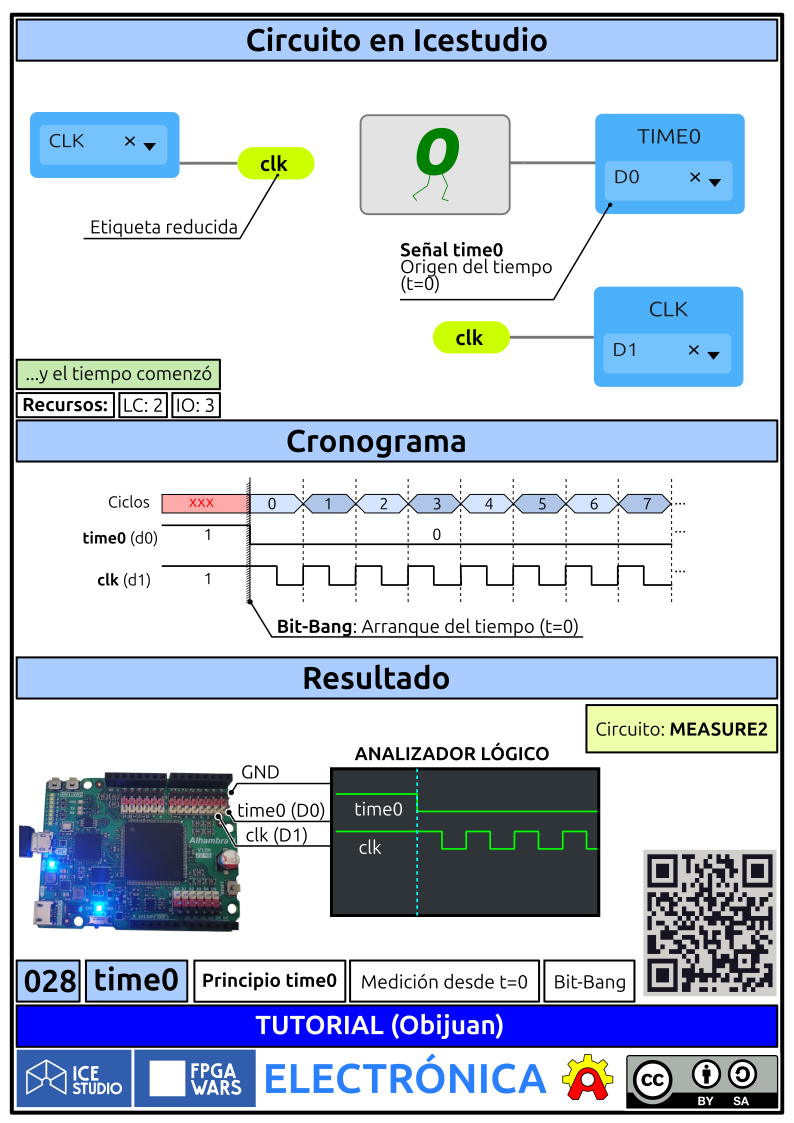 Circuito en Icestudio
CLK
clk
Etiqueta reducida
0
TIME0
D0
Señal time0
Origen del tiempo
(t=0)
clk
CLK
D1
...y el tiempo comenzó
Recursos: LC: 2 IO: 3
Cronograma
Ciclos xxx 0 1 2 3 4 5 6 7 ...
time0 (d0) 1 0 ...
clk (d1) 1 ...
Bit-Bang: Arranque del tiempo (t=0)
Resultado
Circuito: MEASURE2
ANALIZADOR LÓGICO
GND
time0 (D0)
clk (D1)
time0
clk
Alhambra
028 time0 Principio time0 Medición desde t=0 Bit-Bang
TUTORIAL (Obijuan)
ICE
STUDIO
FPGA
WARS
ELECTRÓNICA
cc
BY SA